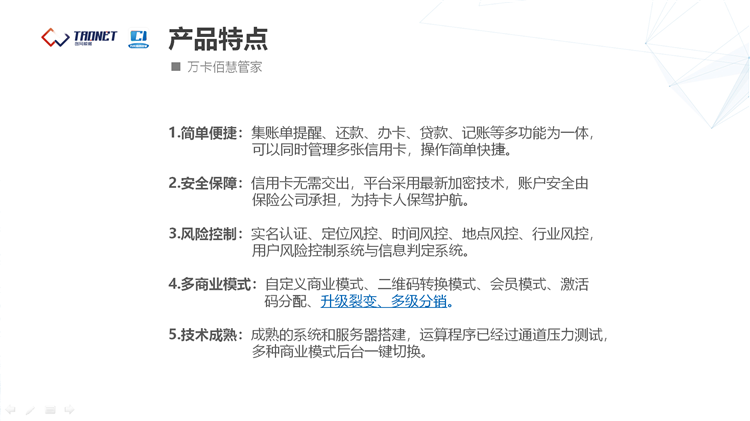 TAONET
CI
产品特点
■ 万卡佰慧管家
1.简单便捷：集账单提醒、还款、办卡、贷款、记账等多功能为一体，
可以同时管理多张信用卡，操作简单快捷。
2.安全保障：信用卡无需交出，平台采用最新加密技术，账户安全由
保险公司承担，为持卡人保驾护航。
3.风险控制：实名认证、定位风控、时间风控、地点风控、行业风控，
用户风险控制系统与信息判定系统。
4.多商业模式：自定义商业模式、二维码转换模式、会员模式、激活
码分配、升级裂变、多级分销。
5.技术成熟：成熟的系统和服务器搭建，运算程序已经过通道压力测试，
多种商业模式后台一键切换。